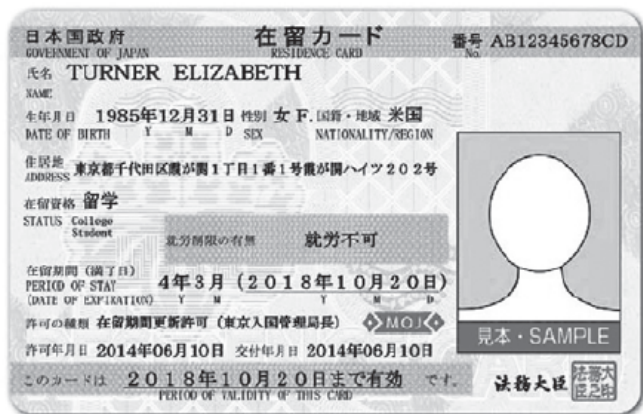 日本国政府 在留カード 番号 AB12345678CD
GOVERNMENT OF JAPAN RESIDENCE CARD No.
氏名 TURNER ELIZABETH
NAME
生年月日 1985年12月31日 性別 女 F. 国籍・地域 米国
DATE OF BIRTH Y M D SEX NATIONALITY/REGION
住居地 東京都千代田区霞が関1丁目1番1号霞が関ハイツ202号
ADDRESS
在留資格 留学
STATUS College
Student
就労制限の有無 就労不可
在留期間(満了日) 4年3月(2018年10月20日)
PERIOD OF STAY
(DATE OF EXPIRATION) Y M Y M D
許可の種類 在留期間更新許可(東京入国管理局長) MOJ
見本・SAMPLE
許可年月日 2014年06月10日 交付年月日 2014年06月10日
このカードは 2018年10月20日まで有効 です。
PERIOD OF VALIDITY OF THIS CARD
法務大臣